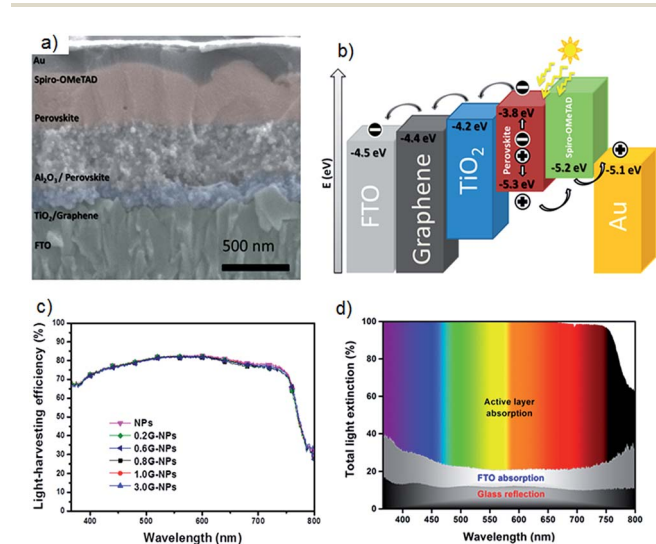 a)
Au
Spiro-OMeTAD
Perovskite
Al₂O₃/ Perovskite
TiO₂/Graphene
FTO
500 nm
b)
E (eV)
-4.5 eV
FTO
-4.4 eV
Graphene
-4.2 eV
TiO₂
-3.8 eV
Perovskite
-5.3 eV
Spiro-OMeTAD
-5.2 eV
-5.1 eV
Au
c)
Light-harvesting efficiency (%)
100
90
80
70
60
50
40
30
20
10
0
NPs
0.2G-NPs
0.6G-NPs
0.8G-NPs
1.0G-NPs
3.0G-NPs
400 500 600 700 800
Wavelength (nm)
d)
Total light extinction (%)
100
80
60
40
20
0
Active layer
absorption
FTO absorption
Glass reflection
400 450 500 550 600 650 700 750 800
Wavelength (nm)